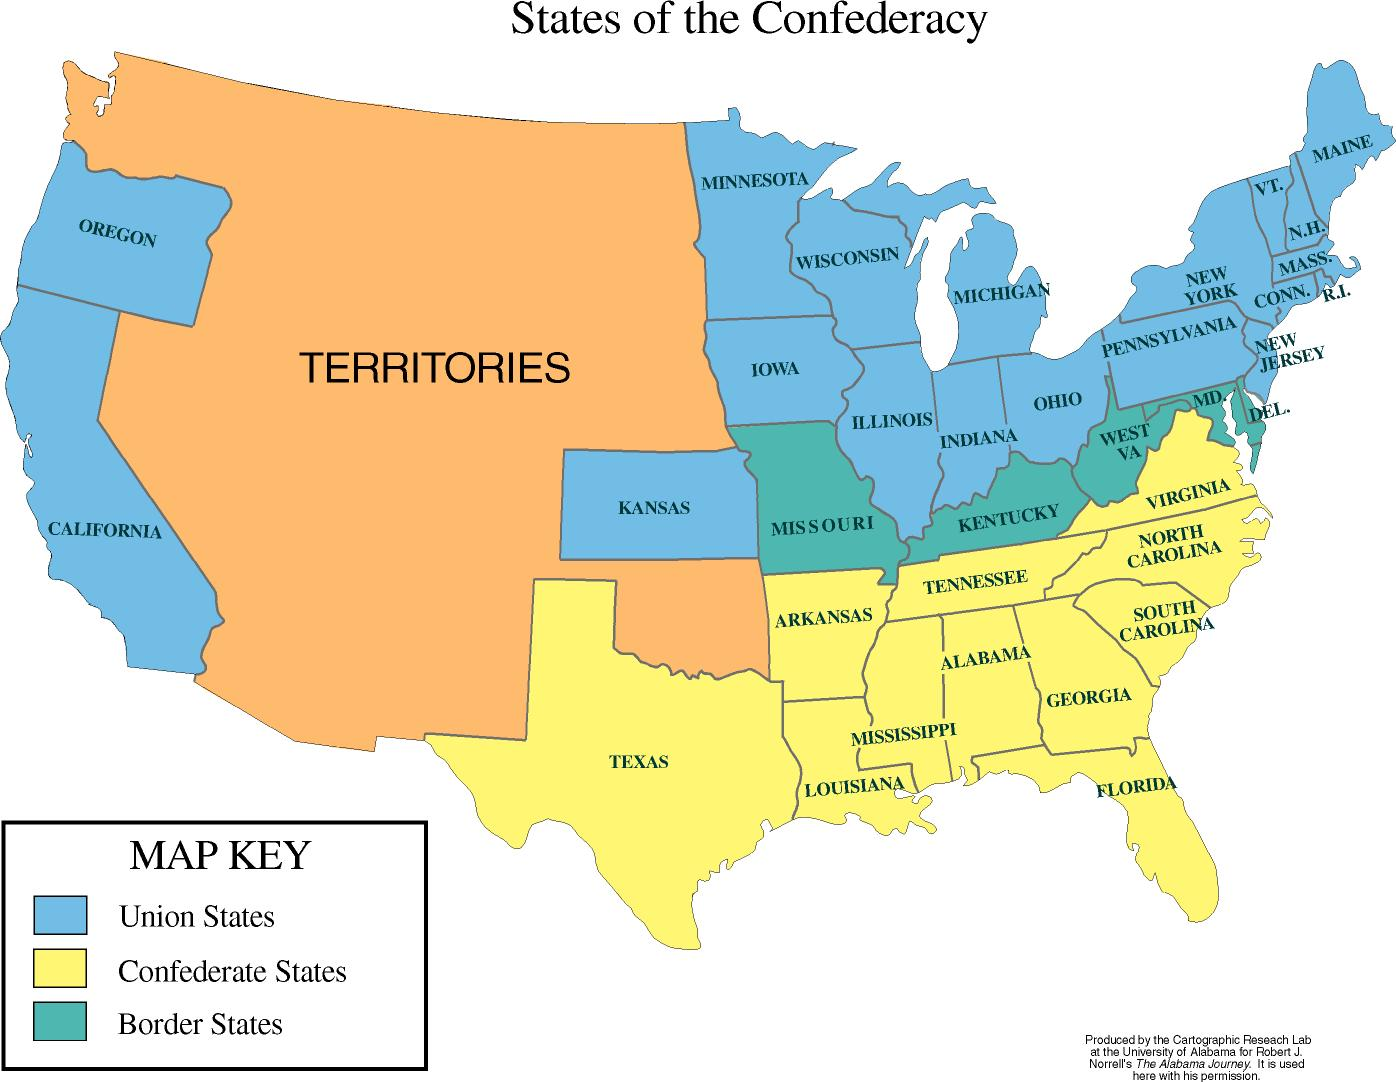 States of the Confederacy
MAINE
VT.
N.H.
MINNESOTA
OREGON
WISCONSIN
MICHIGAN
MASS.
NEW
YORK
CONN.
R.I.
PENNSYLVANIA
NEW
JERSEY
TERRITORIES
IOWA
ILLINOIS
INDIANA
OHIO
MD.
DEL.
WEST
VA
KANSAS
CALIFORNIA
MISSOURI
KENTUCKY
VIRGINIA
NORTH
CAROLINA
TENNESSEE
ARKANSAS
SOUTH
CAROLINA
ALABAMA
GEORGIA
MISSISSIPPI
TEXAS
LOUISIANA
FLORIDA
MAP KEY
Union States
Confederate States
Border States
Produced by the Cartographic Reseach Lab
at the University of Alabama for Robert J.
Norrell's The Alabama Journey. It is used
here with his permission.